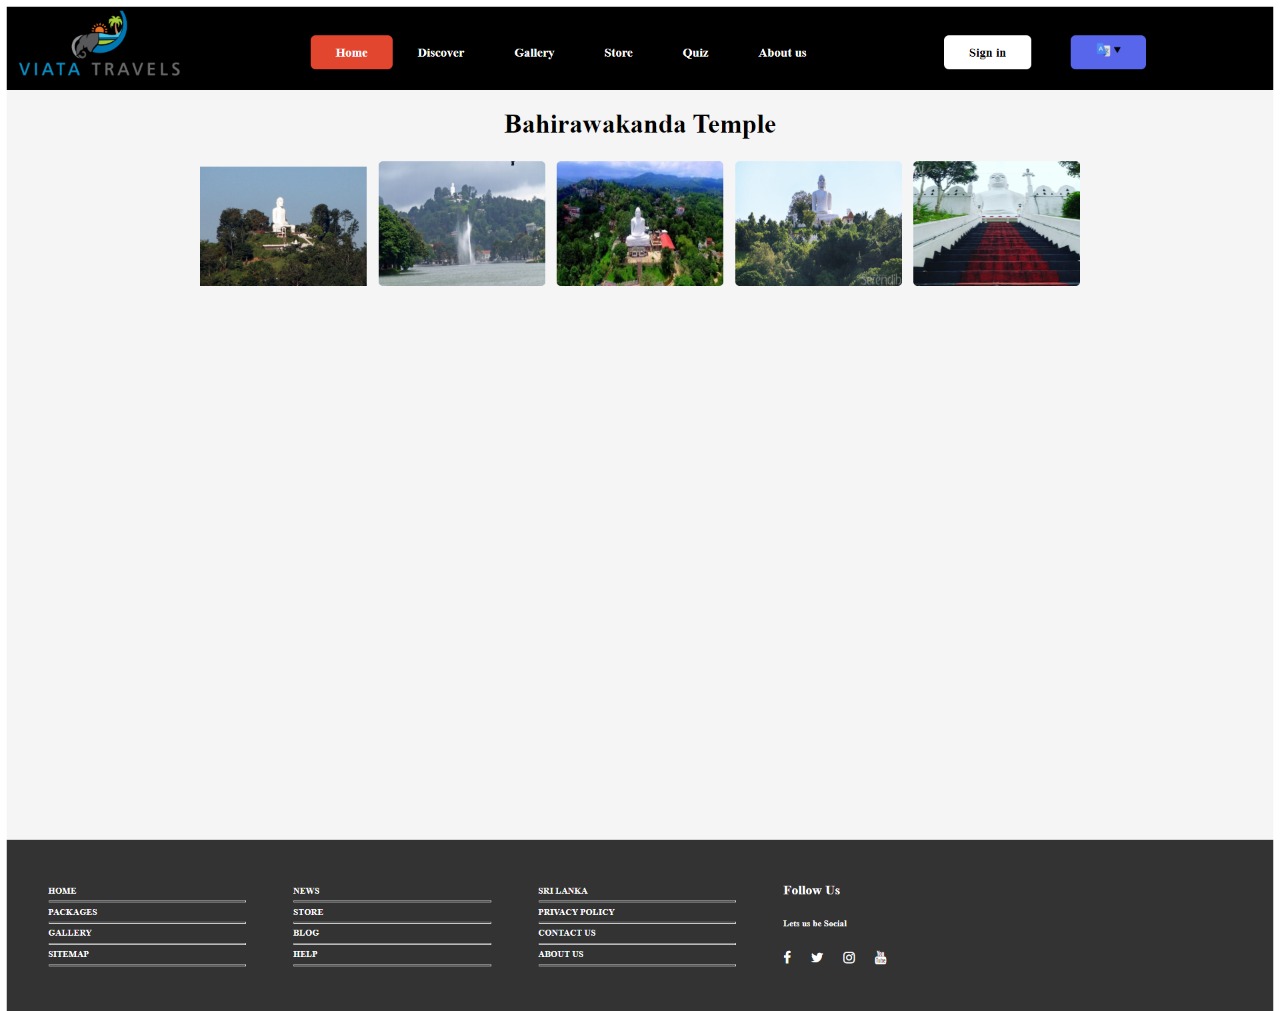 VIATA TRAVELS
Home Discover Gallery Store Quiz About us Sign in
Bahirawakanda Temple
Serendib
HOME NEWS SRI LANKA Follow Us
PACKAGES STORE PRIVACY POLICY Lets us be Social
GALLERY BLOG CONTACT US
SITEMAP HELP ABOUT US